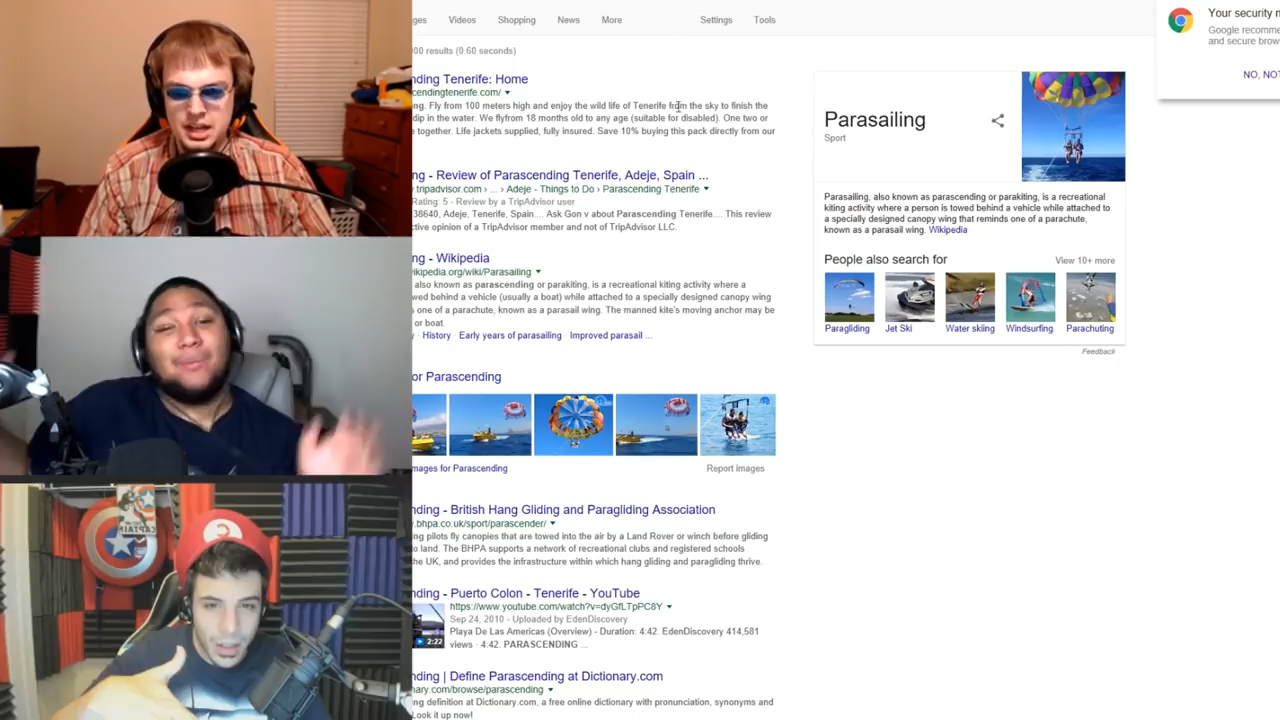 ges Videos Shopping News More Settings Tools
00 results (0.60 seconds)
nding Tenerife: Home
cendingtenerife.com/
ng. Fly from 100 meters high and enjoy the wild life of Tenerife from the sky to finish the
dip in the water. We flyfrom 18 months old to any age (suitable for disabled). One two or
e together. Life jackets supplied, fully insured. Save 10% buying this pack directly from our
ng - Review of Parascending Tenerife, Adeje, Spain ...
.tripadvisor.com › ... › Adeje - Things to Do › Parascending Tenerife
Rating: 5 - Review by a TripAdvisor user
38640, Adeje, Tenerife, Spain.... Ask Gon v about Parascending Tenerife.... This review
ctive opinion of a TripAdvisor member and not of TripAdvisor LLC.
ng - Wikipedia
ikipedia.org/wiki/Parasailing
also known as parascending or parakiting, is a recreational kiting activity where a
wed behind a vehicle (usually a boat) while attached to a specially designed canopy wing
s one of a parachute, known as a parasail wing. The manned kite's moving anchor may be
or boat.
History · Early years of parasailing · Improved parasail ...
or Parascending
mages for Parascending
Report images
nding - British Hang Gliding and Paragliding Association
.bhpa.co.uk/sport/parascender/
ng pilots fly canopies that are towed into the air by a Land Rover or winch before gliding
to land. The BHPA supports a network of recreational clubs and registered schools
he UK, and provides the infrastructure within which hang gliding and paragliding thrive.
nding - Puerto Colon - Tenerife - YouTube
https://www.youtube.com/watch?v=dyGfLTpPC8Y
Sep 24, 2010 - Uploaded by EdenDiscovery
Playa De Las Americas (Overview) - Duration: 4:42. EdenDiscovery 414,581
views · 4:42. PARASCENDING ...
2:22
nding | Define Parascending at Dictionary.com
nary.com/browse/parascending
ng definition at Dictionary.com, a free online dictionary with pronunciation, synonyms and
Look it up now!
Parasailing
Sport
Parasailing, also known as parascending or parakiting, is a recreational
kiting activity where a person is towed behind a vehicle while attached to
a specially designed canopy wing that reminds one of a parachute,
known as a parasail wing. Wikipedia
People also search for View 10+ more
Paragliding Jet Ski Water skiing Windsurfing Parachuting
Feedback
Your security n
Google recomme
and secure brow
NO, NOT
CAPTAIN